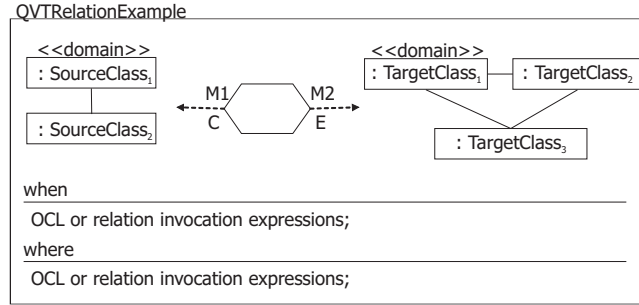 QVTRelationExample
<<domain>> <<domain>>
: SourceClass1 M1 M2 : TargetClass1 : TargetClass2
: SourceClass2 C E : TargetClass3
when
OCL or relation invocation expressions;
where
OCL or relation invocation expressions;